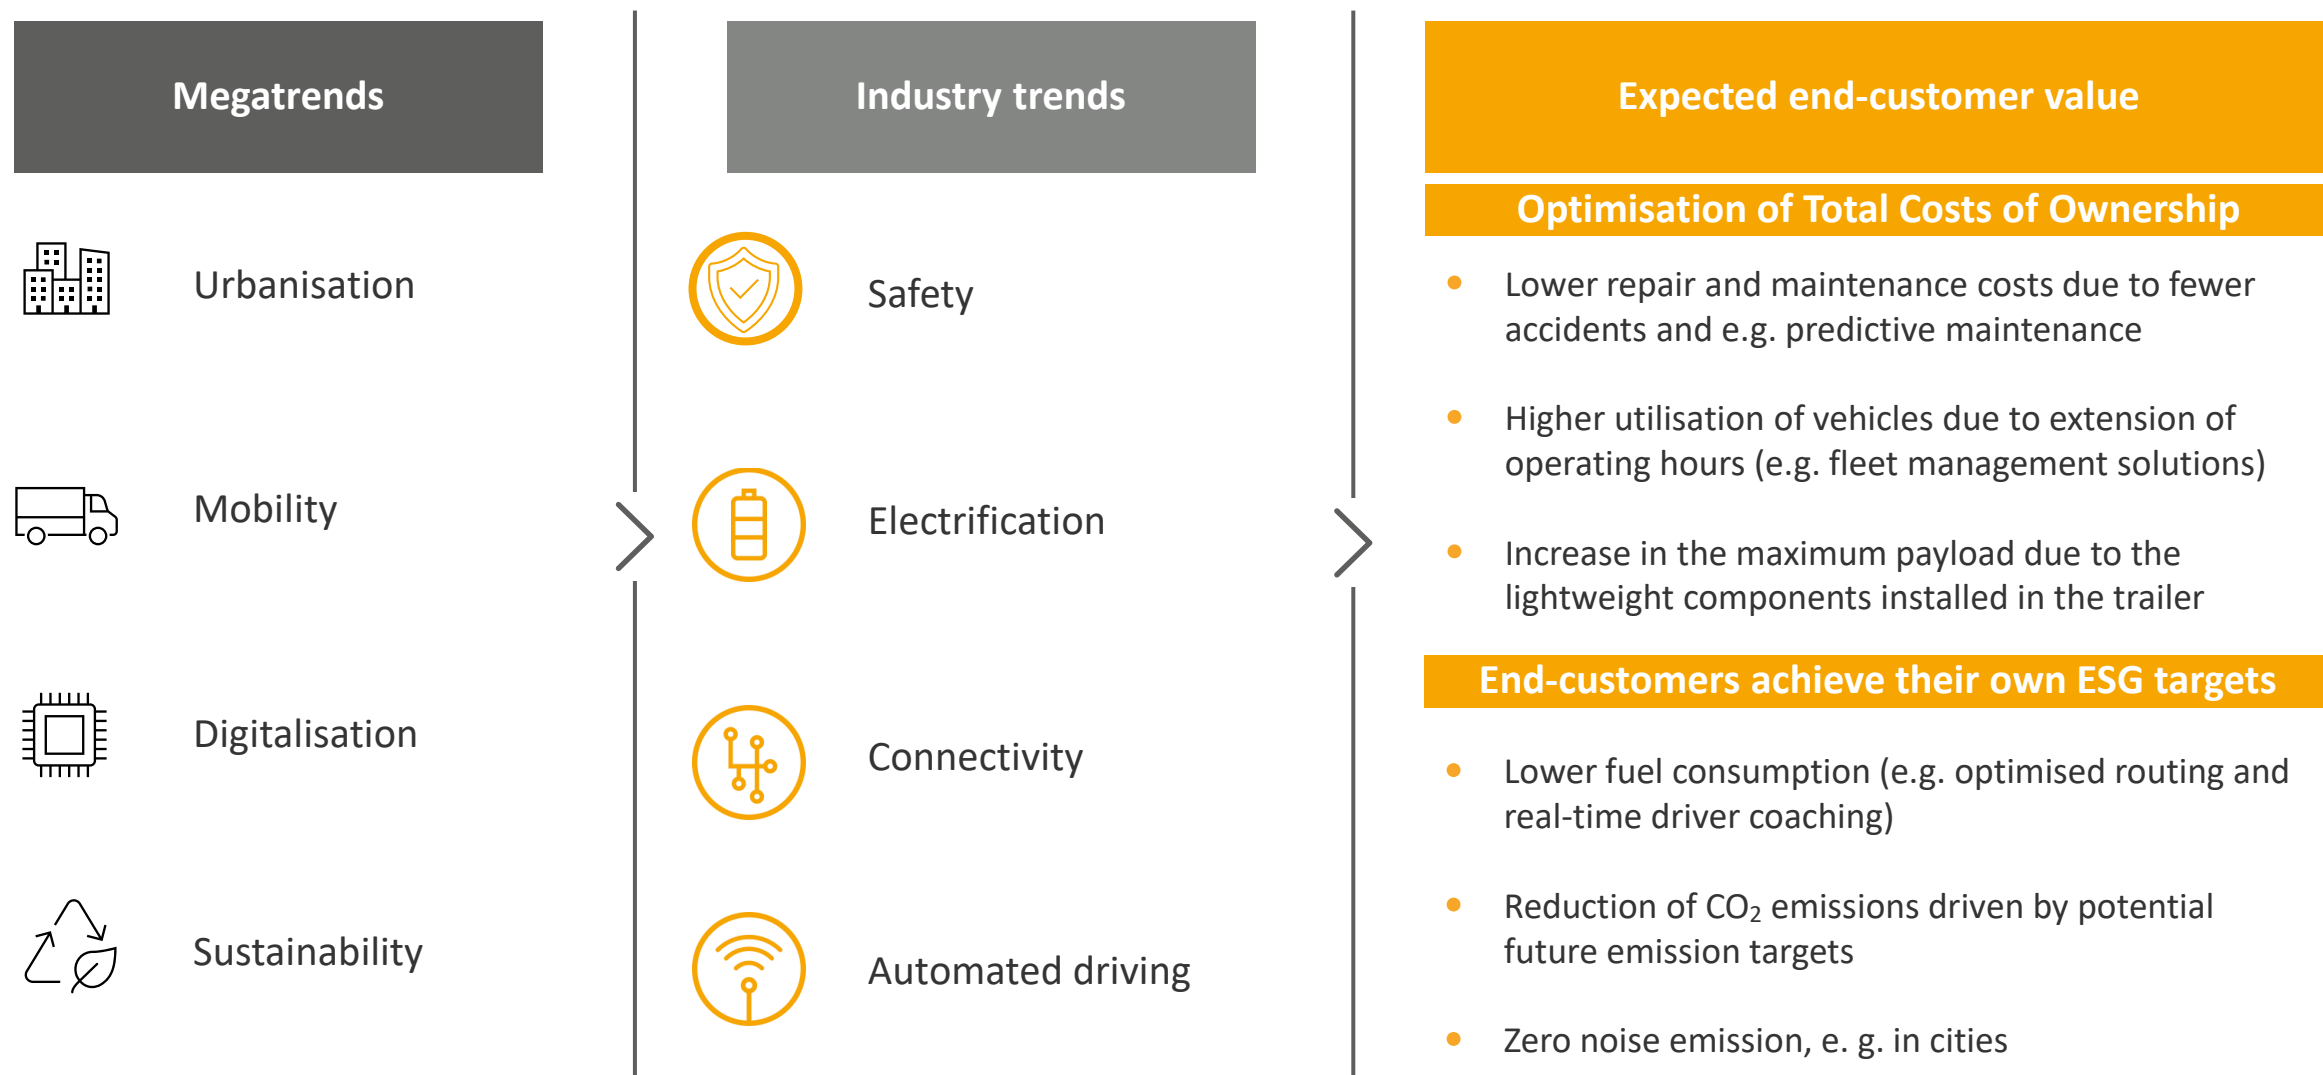 Megatrends
Urbanisation
Mobility
Digitalisation
Sustainability
Industry trends
Safety
Electrification
Connectivity
Automated driving
Expected end-customer value
Optimisation of Total Costs of Ownership
• Lower repair and maintenance costs due to fewer
accidents and e.g. predictive maintenance
• Higher utilisation of vehicles due to extension of
operating hours (e.g. fleet management solutions)
• Increase in the maximum payload due to the
lightweight components installed in the trailer
End-customers achieve their own ESG targets
• Lower fuel consumption (e.g. optimised routing and
real-time driver coaching)
• Reduction of CO₂ emissions driven by potential
future emission targets
• Zero noise emission, e. g. in cities